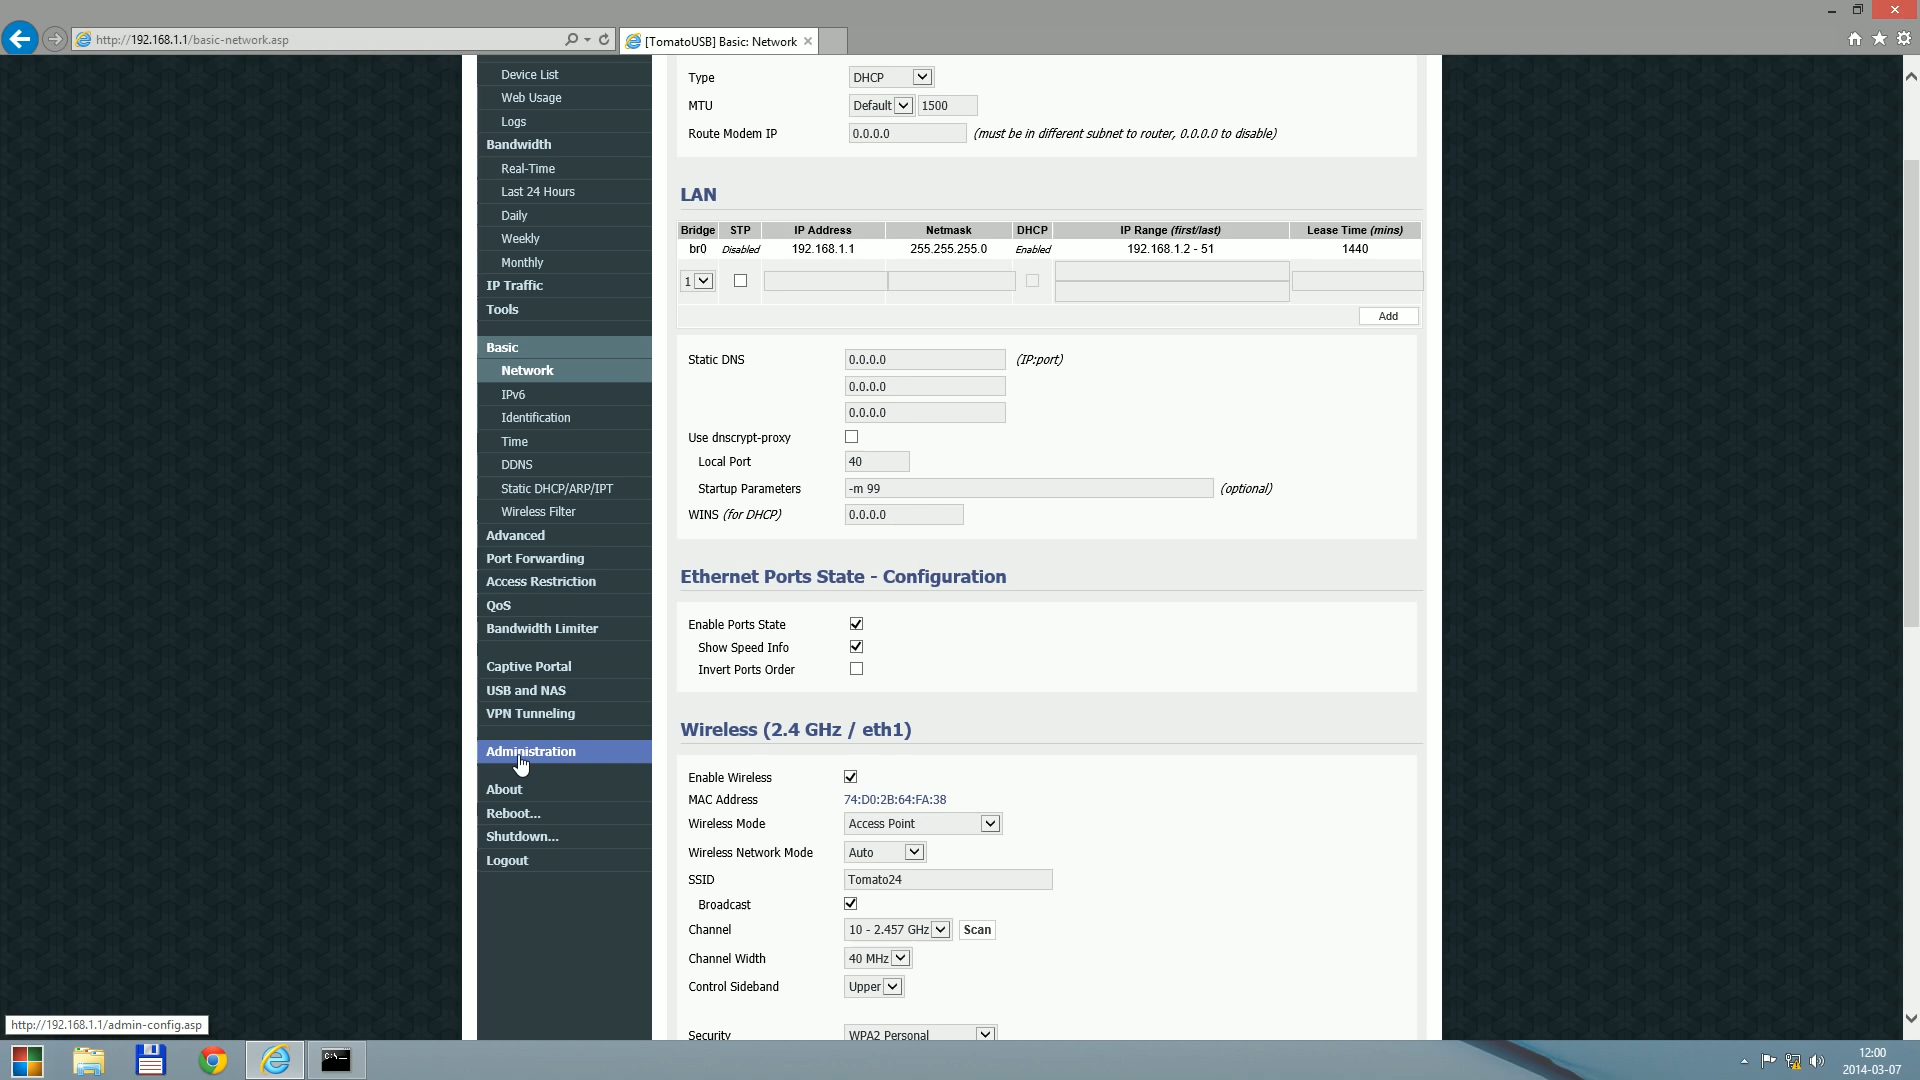 http://192.168.1.1/basic-network.asp
[TomatoUSB] Basic: Network
Device List
Web Usage
Logs
Bandwidth
Real-Time
Last 24 Hours
Daily
Weekly
Monthly
IP Traffic
Tools
Basic
Network
IPv6
Identification
Time
DDNS
Static DHCP/ARP/IPT
Wireless Filter
Advanced
Port Forwarding
Access Restriction
QoS
Bandwidth Limiter
Captive Portal
USB and NAS
VPN Tunneling
Administration
About
Reboot...
Shutdown...
Logout
Type DHCP
MTU Default 1500
Route Modem IP 0.0.0.0 (must be in different subnet to router, 0.0.0.0 to disable)
LAN
Bridge STP IP Address Netmask DHCP IP Range (first/last) Lease Time (mins)
br0 Disabled 192.168.1.1 255.255.255.0 Enabled 192.168.1.2 - 51 1440
1
Add
Static DNS 0.0.0.0 (IP:port)
0.0.0.0
0.0.0.0
Use dnscrypt-proxy
Local Port 40
Startup Parameters -m 99 (optional)
WINS (for DHCP) 0.0.0.0
Ethernet Ports State - Configuration
Enable Ports State
Show Speed Info
Invert Ports Order
Wireless (2.4 GHz / eth1)
Enable Wireless
MAC Address 74:D0:2B:64:FA:38
Wireless Mode Access Point
Wireless Network Mode Auto
SSID Tomato24
Broadcast
Channel 10 - 2.457 GHz Scan
Channel Width 40 MHz
Control Sideband Upper
Security WPA2 Personal
http://192.168.1.1/admin-config.asp
C:\_
12:00
2014-03-07